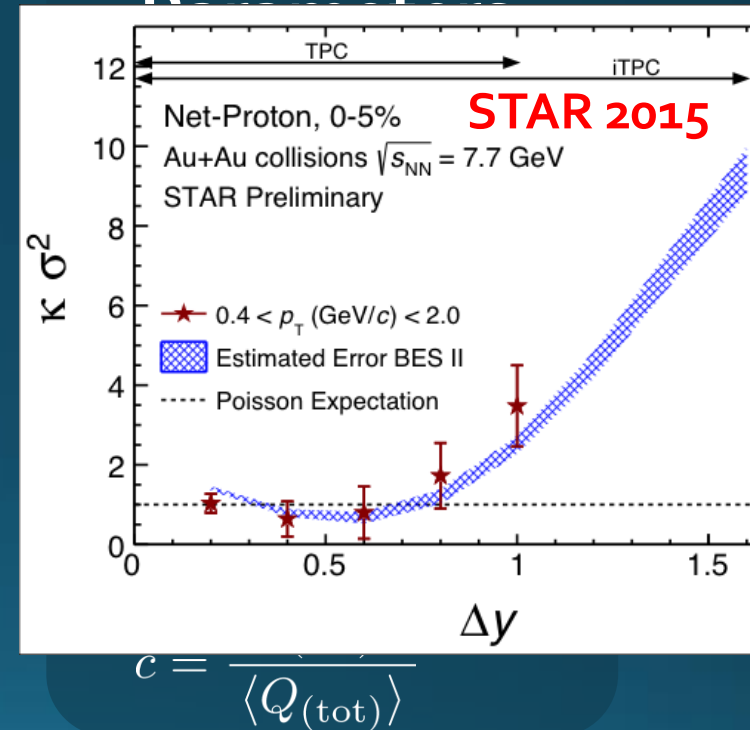 TPC
iTPC
STAR 2015
Net-Proton, 0-5%
Au+Au collisions √sNN = 7.7 GeV
STAR Preliminary
0.4 < pT (GeV/c) < 2.0
Estimated Error BES II
Poisson Expectation
κ σ²
12
10
8
6
4
2
0
0 0.5 1 1.5
Δy
c = ⟨Q(tot)⟩